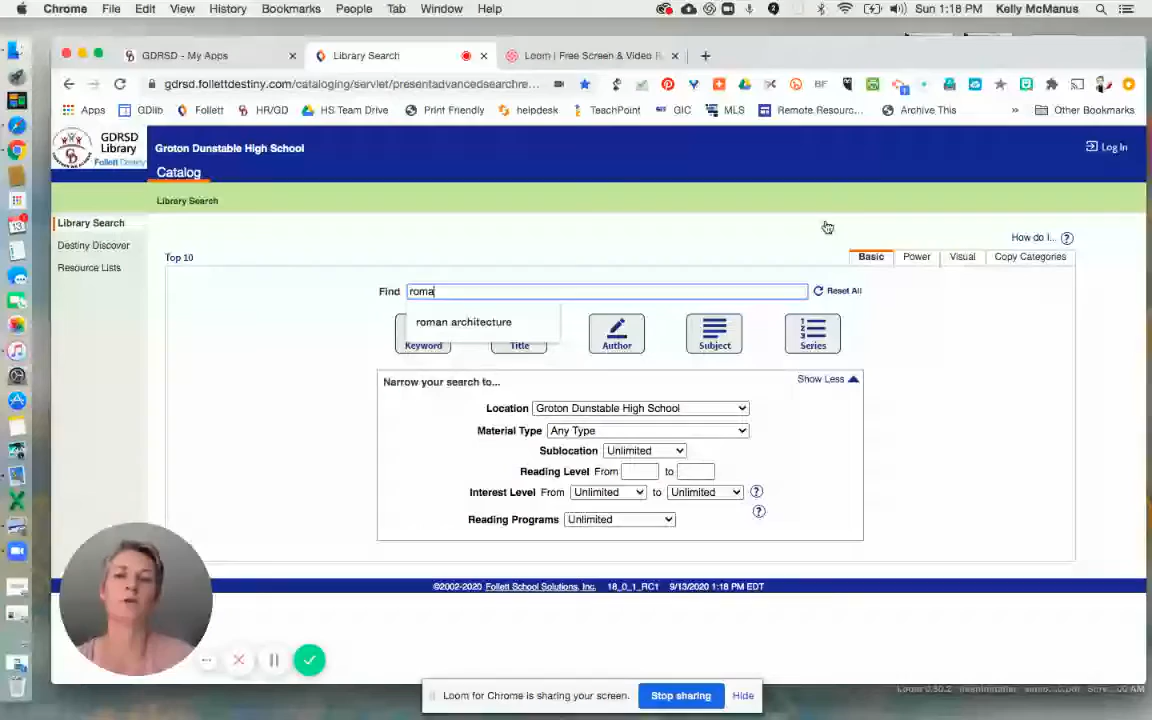 Chrome File Edit View History Bookmarks People Tab Window Help Sun 1:18 PM Kelly McManus
GDRSD - My Apps Library Search Loom | Free Screen & Video R
gdrsd.follettdestiny.com/cataloging/servlet/presentadvancedsearchre...
Apps GDlib Follett HR/GD HS Team Drive Print Friendly helpdesk TeachPoint GIC MLS Remote Resourc... Archive This » Other Bookmarks
GDRSD
Library
Follett Destiny
Groton Dunstable High School
Log In
Catalog
Library Search
Library Search
Destiny Discover
Resource Lists
How do I... ?
Top 10
Basic Power Visual Copy Categories
Find roma Reset All
roman architecture
Keyword Title Author Subject Series
Narrow your search to... Show Less
Location Groton Dunstable High School
Material Type Any Type
Sublocation Unlimited
Reading Level From to
Interest Level From Unlimited to Unlimited ?
?
Reading Programs Unlimited
©2002-2020 Follett School Solutions, Inc. 18_0_1_RC1 9/13/2020 1:18 PM EDT
Loom for Chrome is sharing your screen. Stop sharing Hide